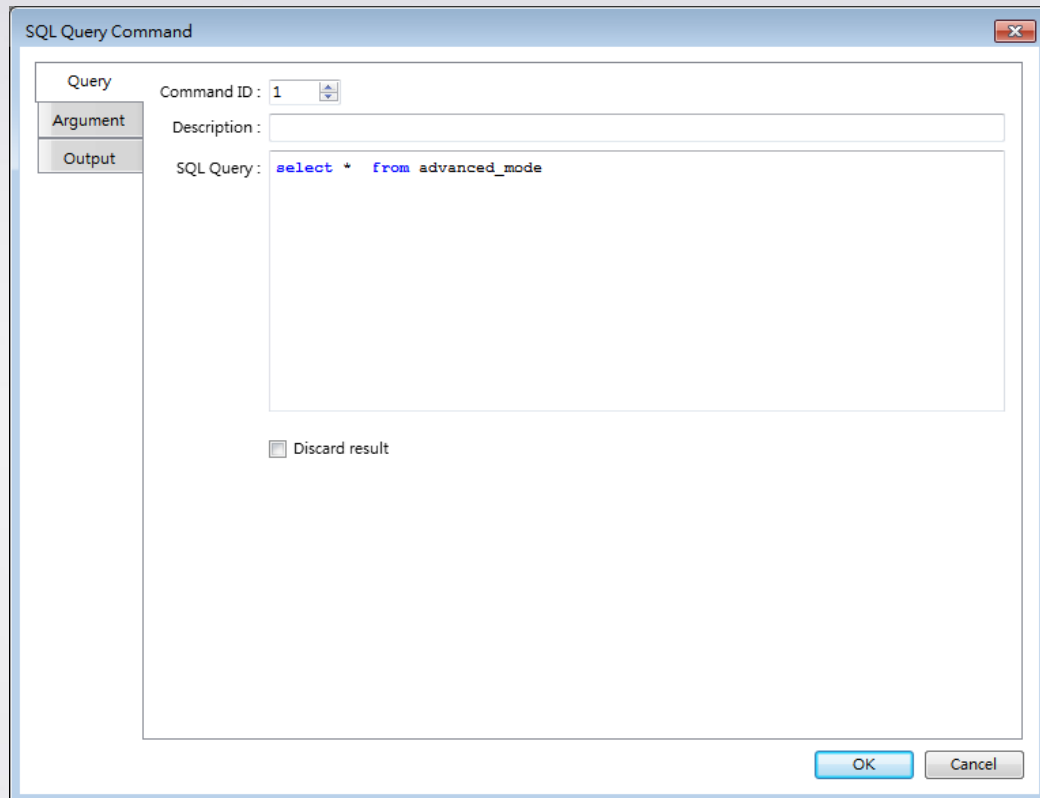 SQL Query Command
Query
Argument
Output
Command ID : 1
Description :
SQL Query : select *  from advanced_mode
Discard result
OK
Cancel